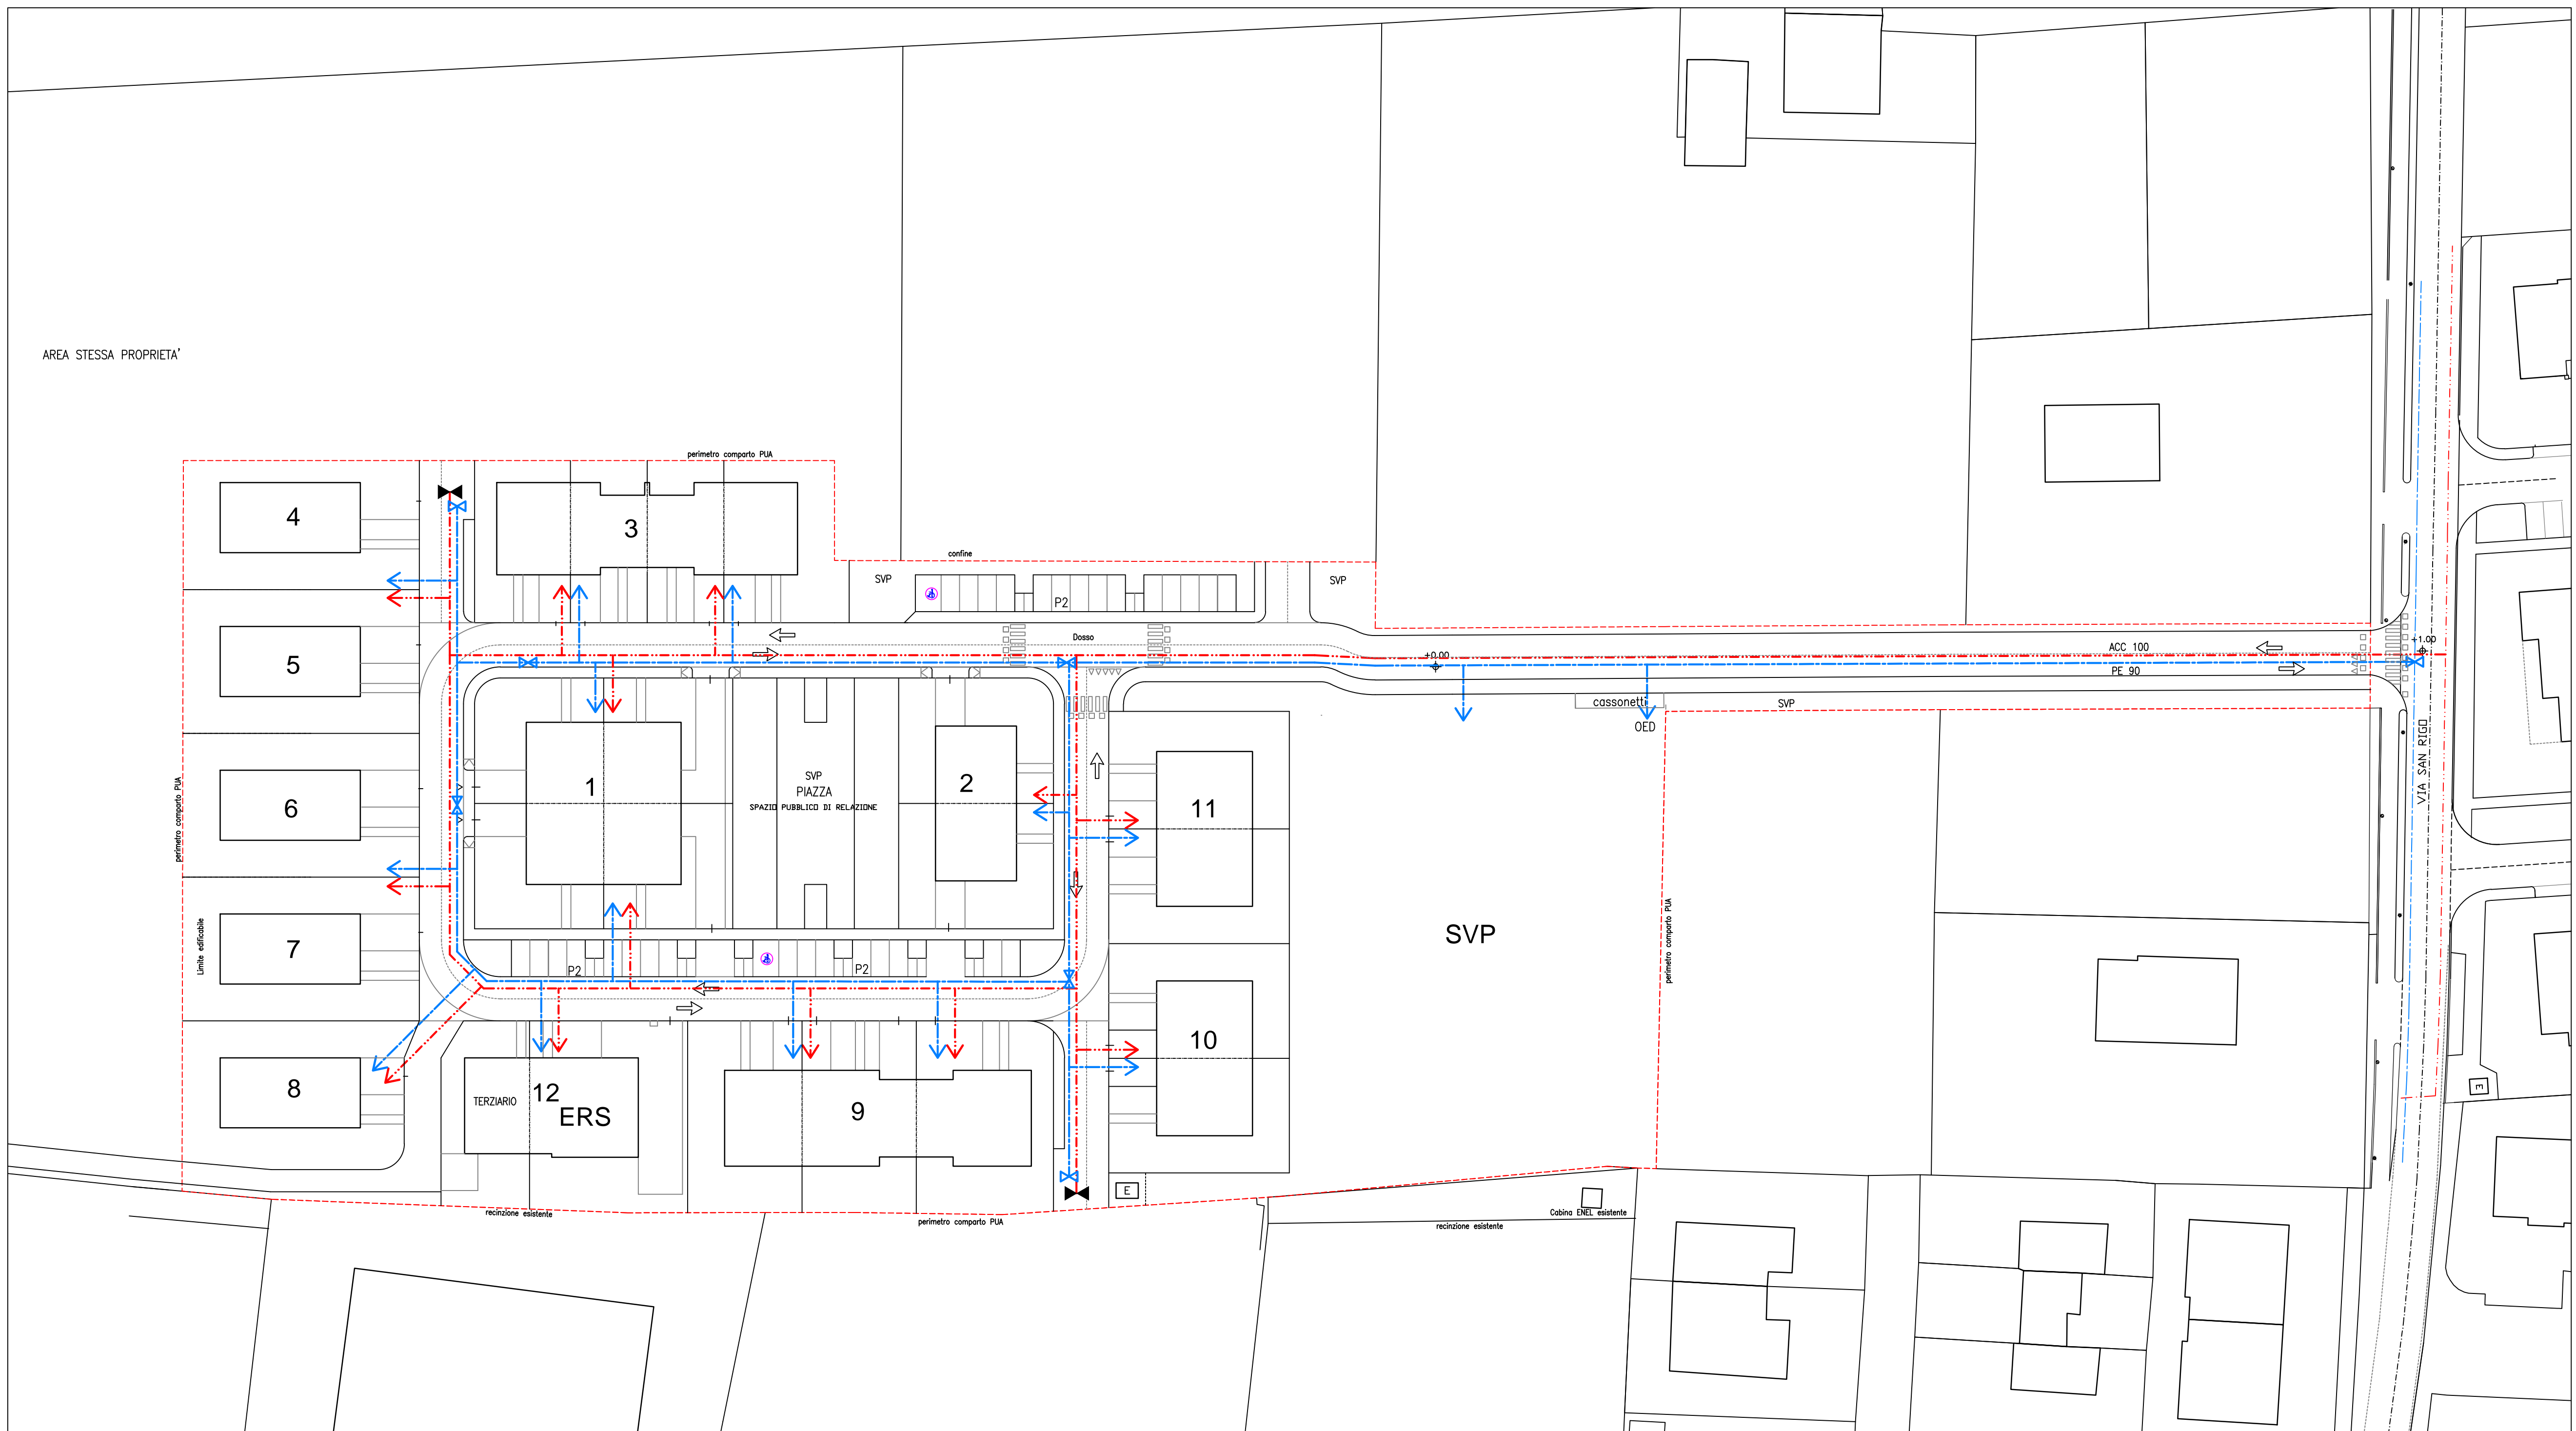 AREA STESSA PROPRIETA'
perimetro comparto PUA
4
3
confine
SVP
P2
SVP
Dosso
5
+0.00
ACC 100
PE 90
+1.00
cassonetti
SVP
OED
VIA SAN RIGO
perimetro comparto PUA
6
1
SVP
PIAZZA
SPAZIO PUBBLICO DI RELAZIONE
2
11
Limite edificabile
7
P2
P2
SVP
perimetro comparto PUA
10
8
TERZIARIO
12
ERS
9
E
E
recinzione esistente
perimetro comparto PUA
Cabina ENEL esistente
recinzione esistente